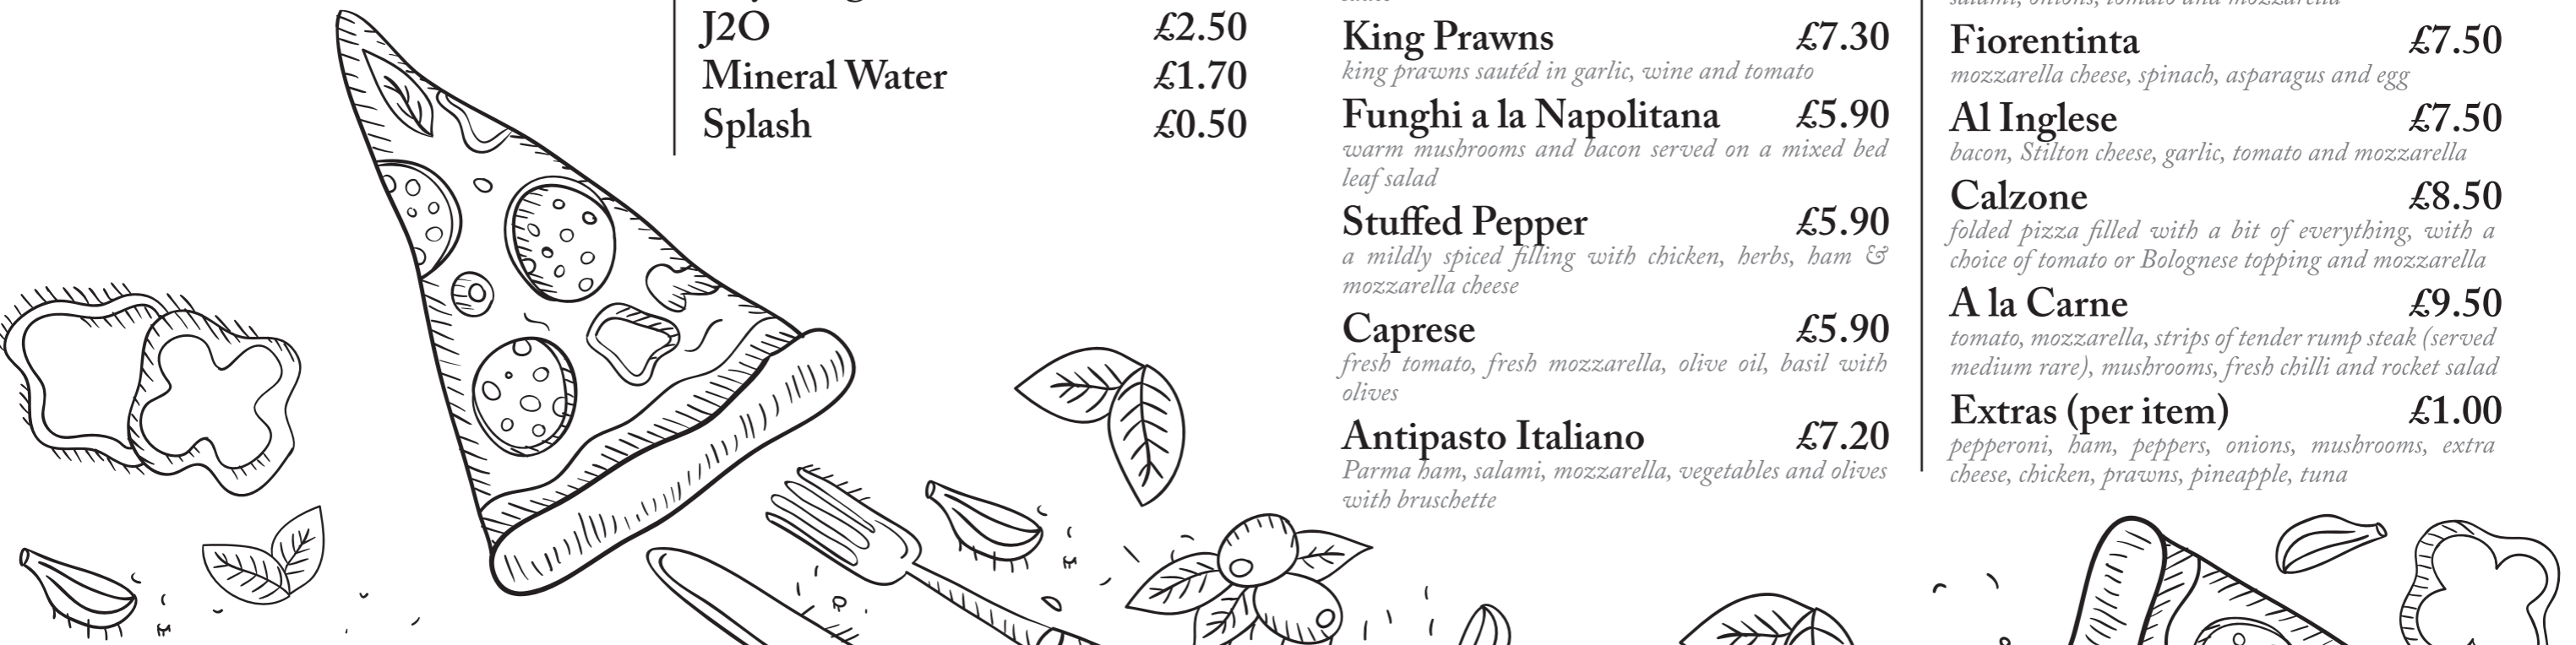 J2O £2.50
Mineral Water £1.70
Splash £0.50
King Prawns £7.30
king prawns sautéd in garlic, wine and tomato
Funghi a la Napolitana £5.90
warm mushrooms and bacon served on a mixed bed
leaf salad
Stuffed Pepper £5.90
a mildly spiced filling with chicken, herbs, ham &
mozzarella cheese
Caprese £5.90
fresh tomato, fresh mozzarella, olive oil, basil with
olives
Antipasto Italiano £7.20
Parma ham, salami, mozzarella, vegetables and olives
with bruschette
salami, onions, tomato and mozzarella
Fiorentinta £7.50
mozzarella cheese, spinach, asparagus and egg
Al Inglese £7.50
bacon, Stilton cheese, garlic, tomato and mozzarella
Calzone £8.50
folded pizza filled with a bit of everything, with a
choice of tomato or Bolognese topping and mozzarella
A la Carne £9.50
tomato, mozzarella, strips of tender rump steak (served
medium rare), mushrooms, fresh chilli and rocket salad
Extras (per item) £1.00
pepperoni, ham, peppers, onions, mushrooms, extra
cheese, chicken, prawns, pineapple, tuna